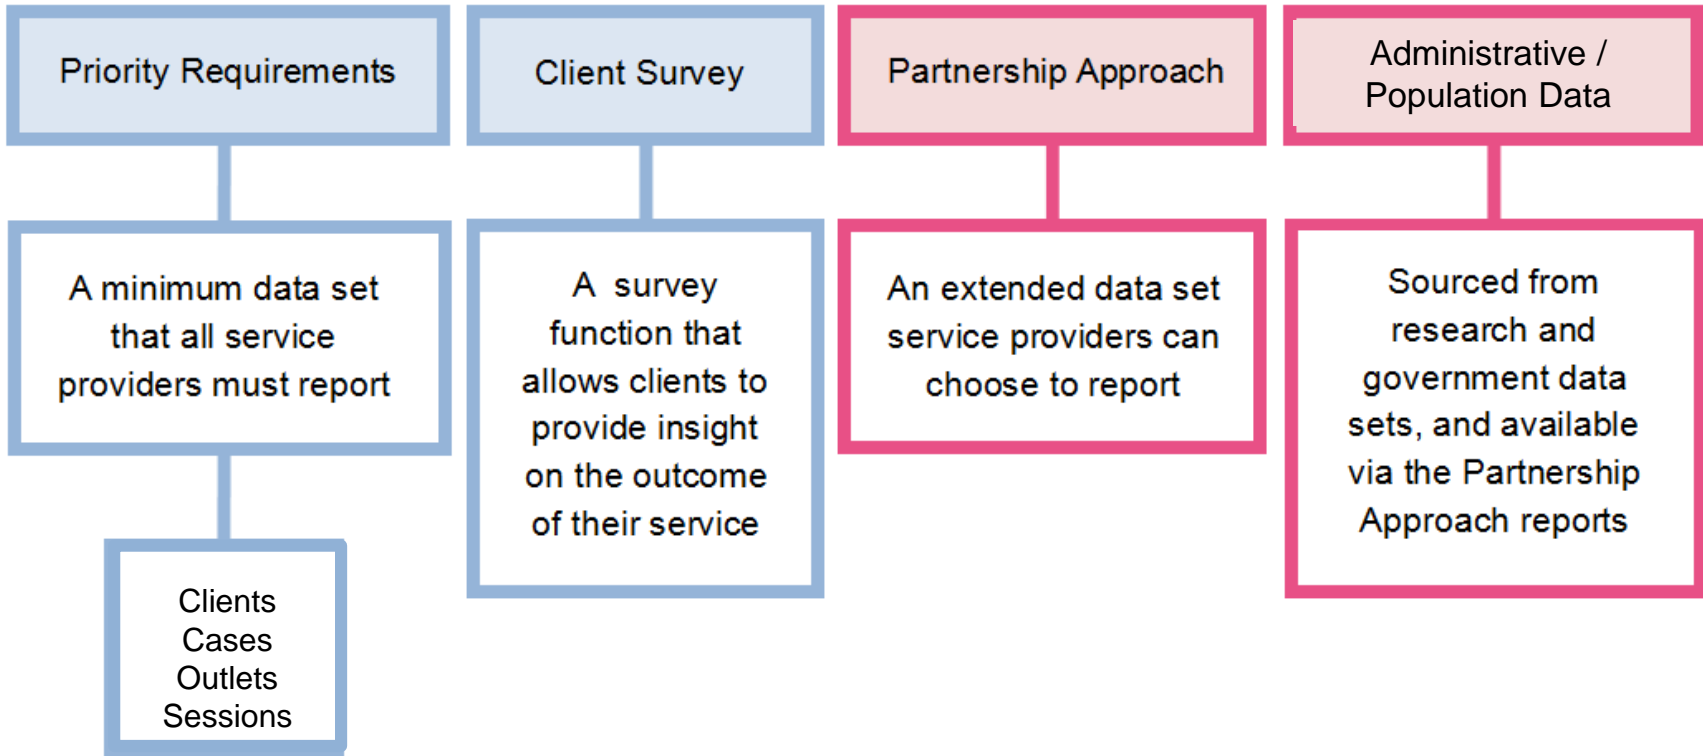 Priority Requirements
A minimum data set
that all service
providers must report
Clients
Cases
Outlets
Sessions
Client Survey
A survey
function that
allows clients to
provide insight
on the outcome
of their service
Partnership Approach
An extended data set
service providers can
choose to report
Administrative /
Population Data
Sourced from
research and
government data
sets, and available
via the Partnership
Approach reports